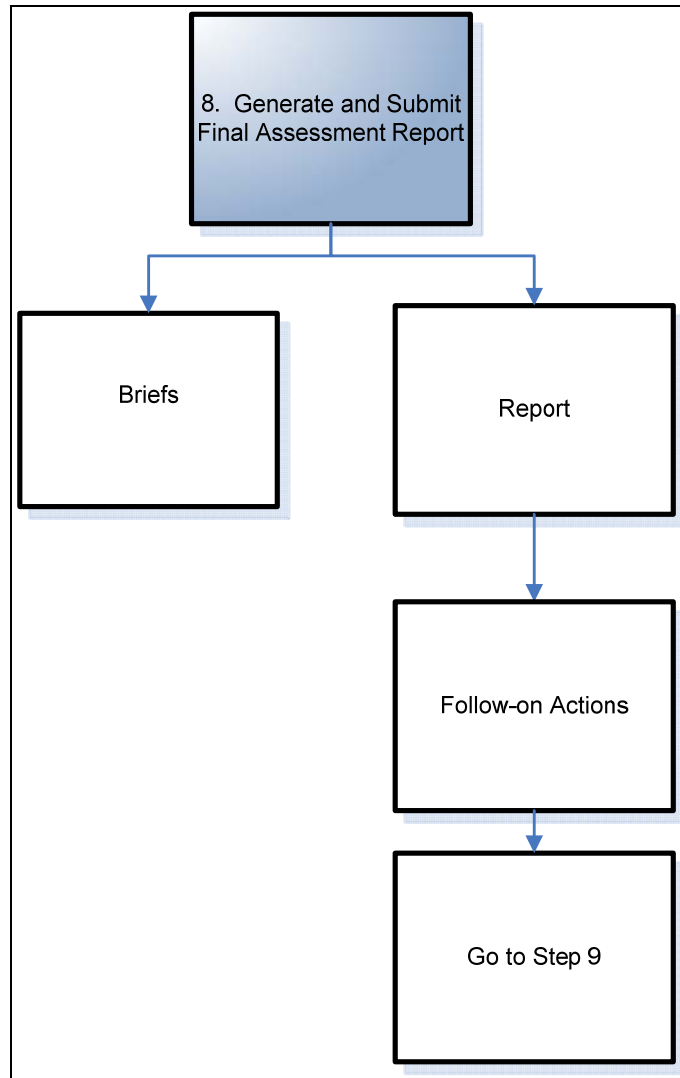 8.  Generate and Submit
Final Assessment Report
Briefs
Report
Follow-on Actions
Go to Step 9